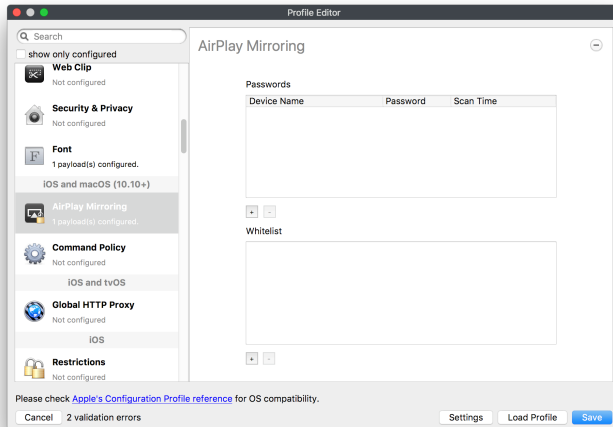 Profile Editor
Search
show only configured
Web Clip
Not configured
Security & Privacy
Not configured
Font
1 payload(s) configured.
iOS and macOS (10.10+)
AirPlay Mirroring
1 payload(s) configured.
Command Policy
Not configured
iOS and tvOS
Global HTTP Proxy
Not configured
iOS
Restrictions
Not configured
AirPlay Mirroring
Passwords
Device Name Password Scan Time
+ -
Whitelist
+ -
Please check Apple's Configuration Profile reference for OS compatibility.
Cancel 2 validation errors Settings Load Profile Save